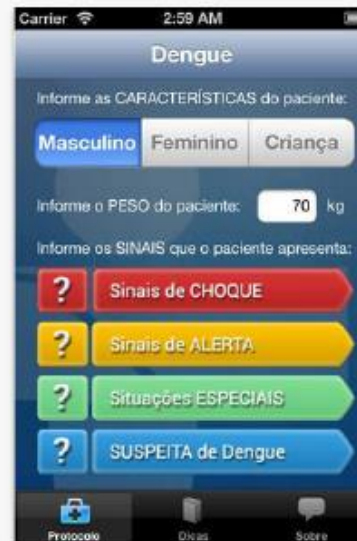 Carrier 2:59 AM
Dengue
Informe as CARACTERÍSTICAS do paciente:
Masculino Feminino Criança
Informe o PESO do paciente: 70 kg
Informe os SINAIS que o paciente apresenta:
? Sinais de CHOQUE
? Sinais de ALERTA
? Situações ESPECIAIS
? SUSPEITA de Dengue
Protocolo Dicas Sobre